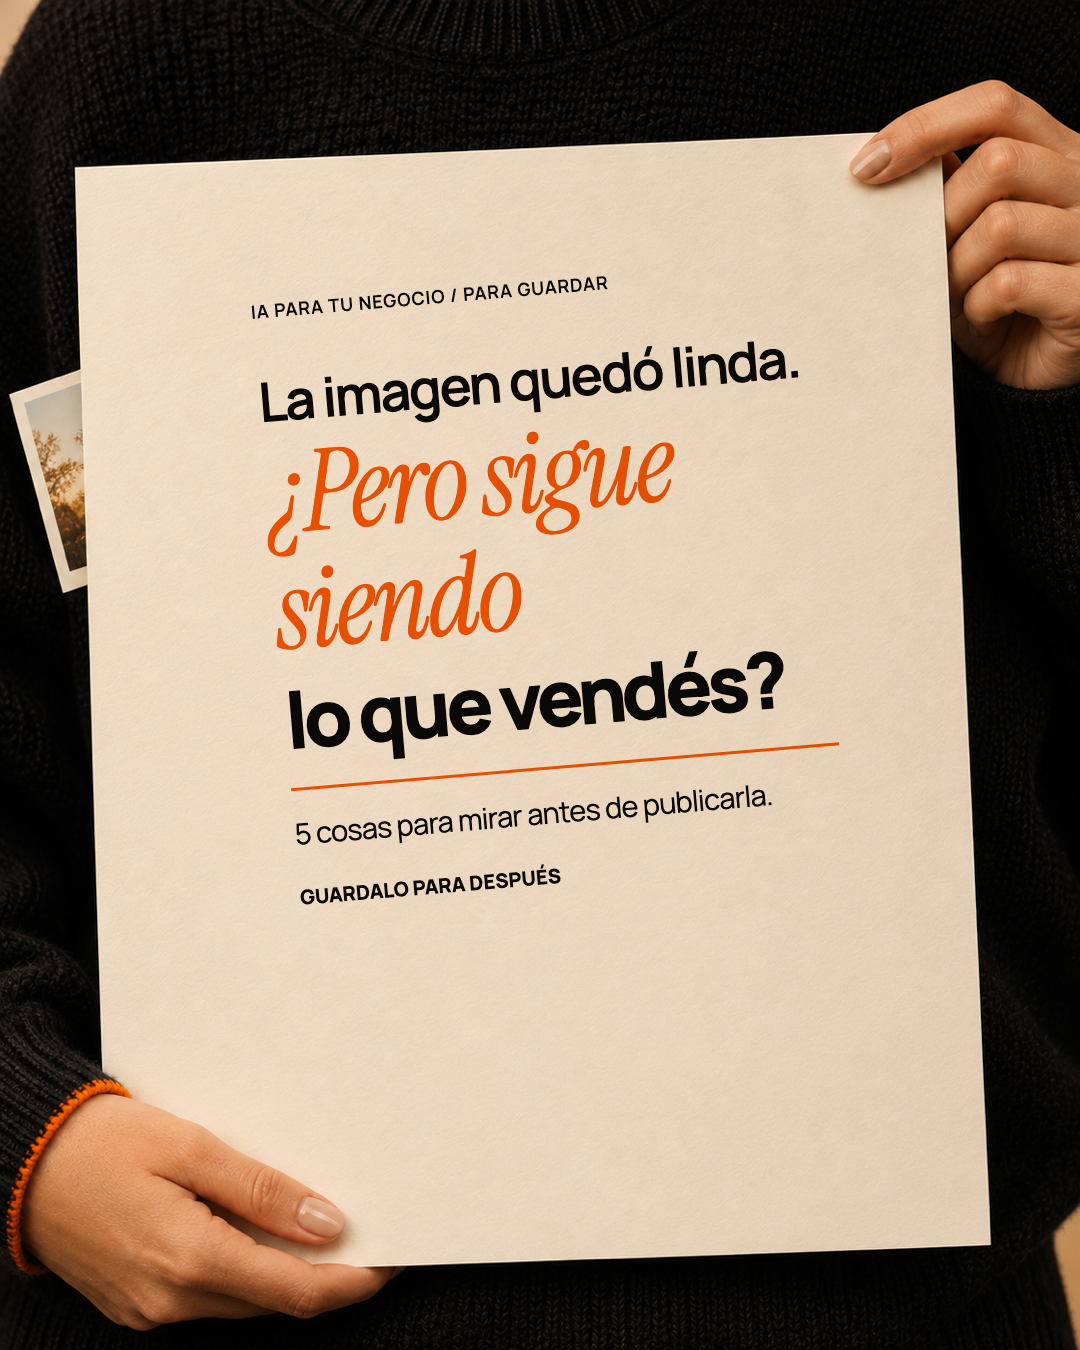 IA PARA TU NEGOCIO / PARA GUARDAR
La imagen quedó linda.
¿Pero sigue
siendo
lo que vendés?
5 cosas para mirar antes de publicarla.
GUARDALO PARA DESPUÉS